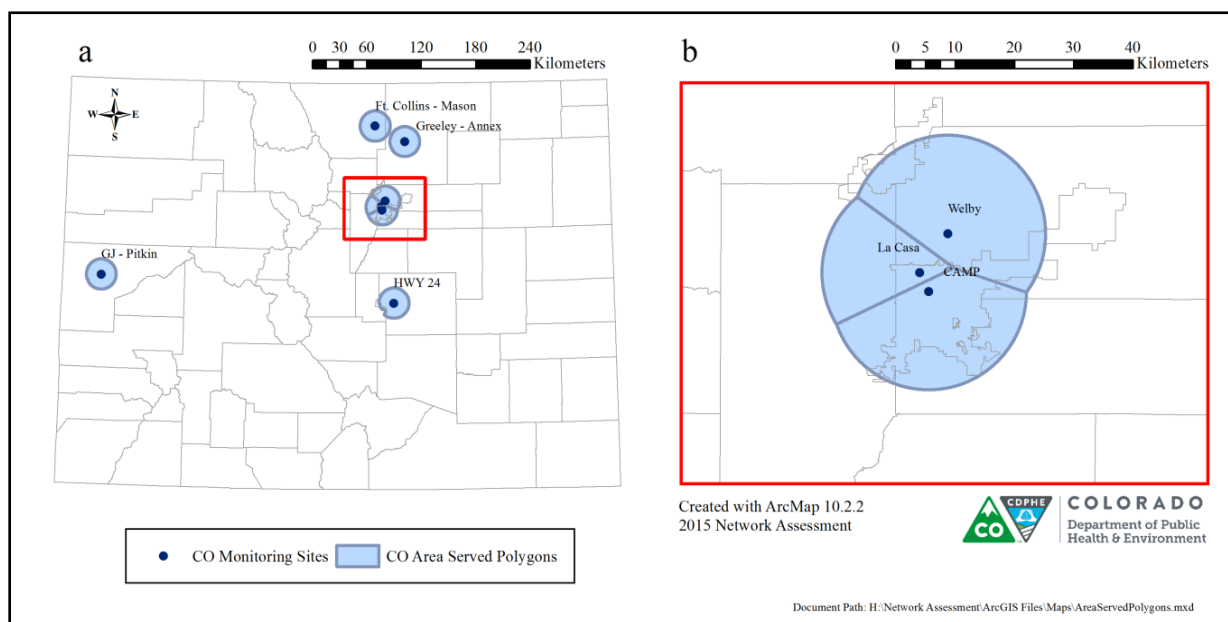 a
0 30 60 120 180 240
Kilometers
N
W E
S
Ft. Collins - Mason
Greeley - Annex
GJ - Pitkin
HWY 24
CO Monitoring Sites
CO Area Served Polygons
b
0 5 10 20 30 40
Kilometers
Welby
La Casa
CAMP
Created with ArcMap 10.2.2
2015 Network Assessment
CO
CDPHE
COLORADO
Department of Public
Health & Environment
Document Path: H:\Network Assessment\ArcGIS Files\Maps\AreaServedPolygons.mxd